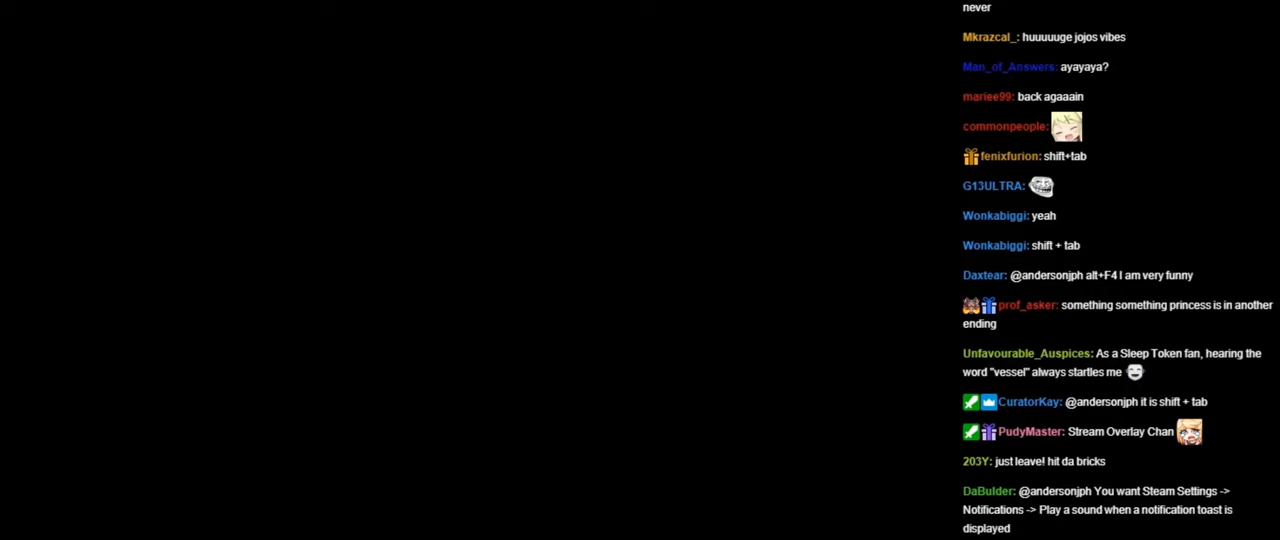 never
Mkrazcal_: huuuuuge jojos vibes
Man_of_Answers: ayayaya?
mariee99: back agaaain
commonpeople:
fenixfurion: shift+tab
G13ULTRA:
Wonkabiggi: yeah
Wonkabiggi: shift + tab
Daxtear: @andersonjph alt+F4 I am very funny
prof_asker: something something princess is in another
ending
Unfavourable_Auspices: As a Sleep Token fan, hearing the
word "vessel" always startles me
CuratorKay: @andersonjph it is shift + tab
PudyMaster: Stream Overlay Chan
203Y: just leave! hit da bricks
DaBulder: @andersonjph You want Steam Settings ->
Notifications -> Play a sound when a notification toast is
displayed